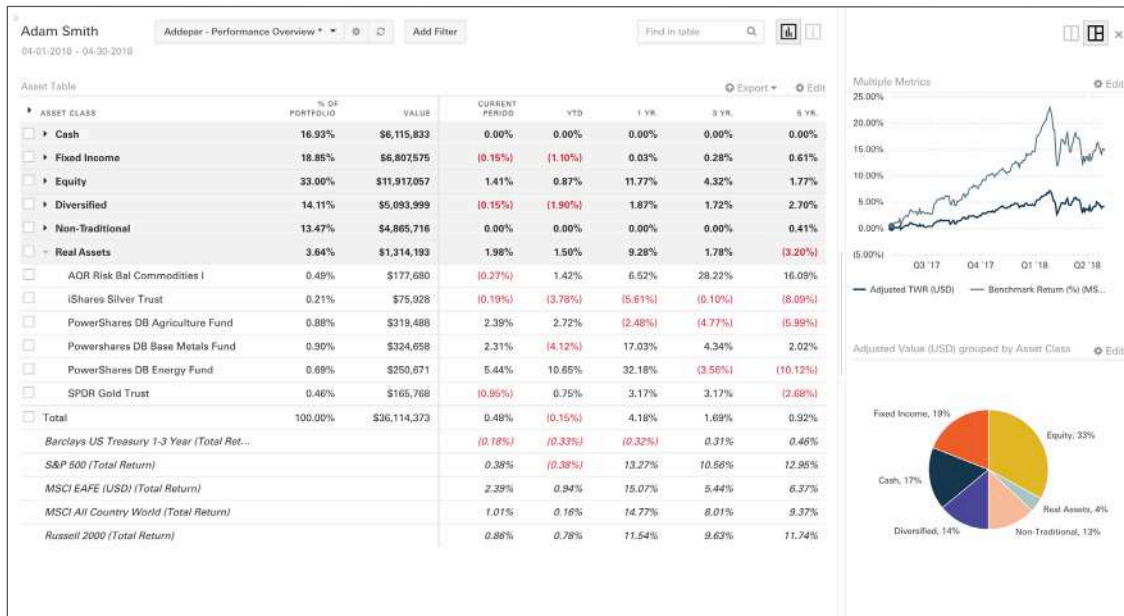 Adam Smith
Addepar - Performance Overview *
Add Filter
Find in table
04-01-2018 - 04-30-2018
Asset Table
Export Edit
ASSET CLASS % OF PORTFOLIO VALUE CURRENT PERIOD YTD 1 YR. 3 YR. 5 YR.
Cash 16.93% $6,115,833 0.00% 0.00% 0.00% 0.00% 0.00%
Fixed Income 18.85% $6,807,575 (0.15%) (1.10%) 0.03% 0.28% 0.61%
Equity 33.00% $11,917,057 1.41% 0.87% 11.77% 4.32% 1.77%
Diversified 14.11% $5,093,999 (0.15%) (1.90%) 1.87% 1.72% 2.70%
Non-Traditional 13.47% $4,865,716 0.00% 0.00% 0.00% 0.00% 0.41%
Real Assets 3.64% $1,314,193 1.98% 1.50% 9.28% 1.78% (3.20%)
AQR Risk Bal Commodities I 0.49% $177,680 (0.27%) 1.42% 6.52% 28.22% 16.09%
iShares Silver Trust 0.21% $75,928 (0.19%) (3.78%) (5.61%) (0.10%) (8.09%)
PowerShares DB Agriculture Fund 0.88% $319,488 2.39% 2.72% (2.48%) (4.77%) (5.99%)
Powershares DB Base Metals Fund 0.90% $324,658 2.31% (4.12%) 17.03% 4.34% 2.02%
PowerShares DB Energy Fund 0.69% $250,671 5.44% 10.65% 32.18% (3.56%) (10.12%)
SPDR Gold Trust 0.46% $165,768 (0.95%) 0.75% 3.17% 3.17% (2.68%)
Total 100.00% $36,114,373 0.48% (0.15%) 4.18% 1.69% 0.92%
Barclays US Treasury 1-3 Year (Total Ret... (0.18%) (0.33%) (0.32%) 0.31% 0.46%
S&P 500 (Total Return) 0.38% (0.38%) 13.27% 10.56% 12.95%
MSCI EAFE (USD) (Total Return) 2.39% 0.94% 15.07% 5.44% 6.37%
MSCI All Country World (Total Return) 1.01% 0.16% 14.77% 8.01% 9.37%
Russell 2000 (Total Return) 0.86% 0.78% 11.54% 9.63% 11.74%
Multiple Metrics Edit
25.00%
20.00%
15.00%
10.00%
5.00%
0.00%
(5.00%)
Q3 '17 Q4 '17 Q1 '18 Q2 '18
Adjusted TWR (USD) Benchmark Return (%) (MS...
Adjusted Value (USD) grouped by Asset Class Edit
Fixed Income, 19%
Equity, 33%
Cash, 17%
Real Assets, 4%
Diversified, 14%
Non-Traditional, 13%